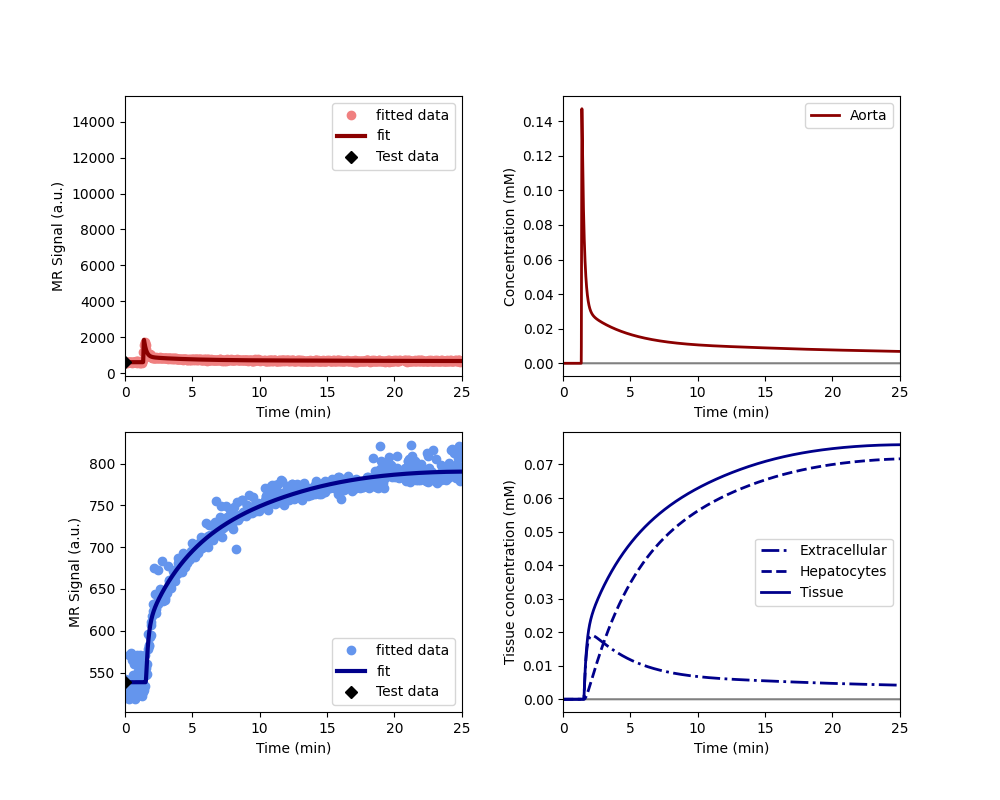 14000
12000
10000
8000
6000
4000
2000
0
MR Signal (a.u.)
fitted data
fit
Test data
0 5 10 15 20 25
Time (min)
0.14
0.12
0.10
0.08
0.06
0.04
0.02
0.00
Concentration (mM)
Aorta
0 5 10 15 20 25
Time (min)
800
750
700
650
600
550
MR Signal (a.u.)
fitted data
fit
Test data
0 5 10 15 20 25
Time (min)
0.07
0.06
0.05
0.04
0.03
0.02
0.01
0.00
Tissue concentration (mM)
Extracellular
Hepatocytes
Tissue
0 5 10 15 20 25
Time (min)